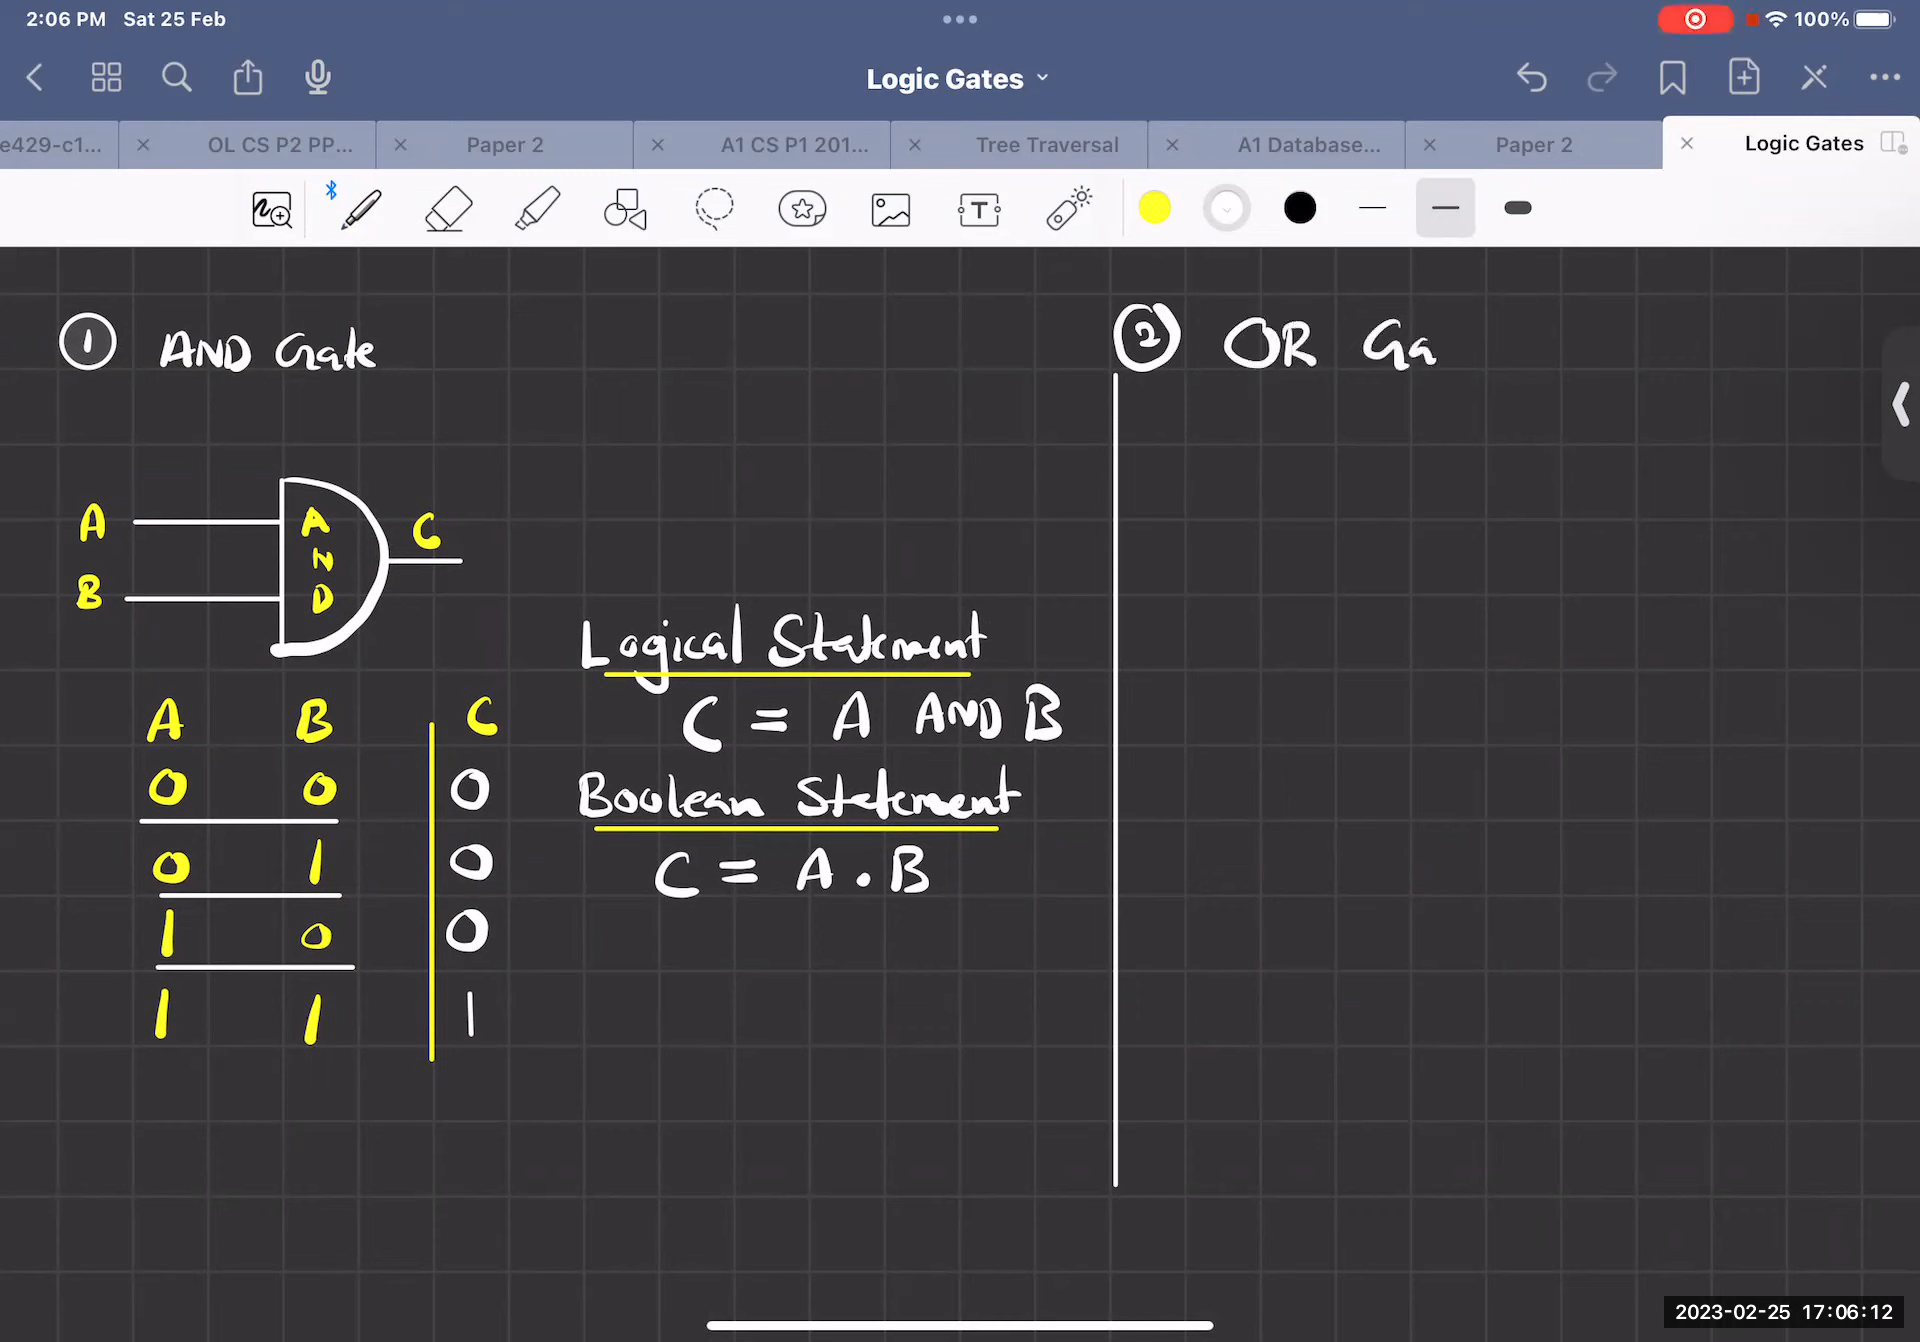 2:06 PM Sat 25 Feb
100%
Logic Gates
e429-c1...
OL CS P2 PP...
Paper 2
A1 CS P1 201...
Tree Traversal
A1 Database...
Paper 2
Logic Gates
T
1 AND Gate
A
B
AND
C
A B C
0 0 0
0 1 0
1 0 0
1 1 1
Logical Statement
C = A AND B
Boolean Statement
C = A . B
2 OR Ga
2023-02-25 17:06:12